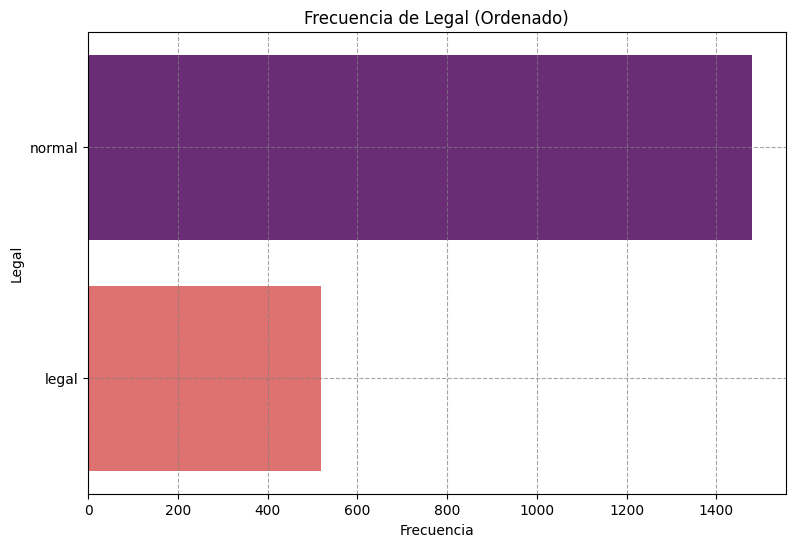 Frecuencia de Legal (Ordenado)
normal
Legal
legal
0 200 400 600 800 1000 1200 1400
Frecuencia